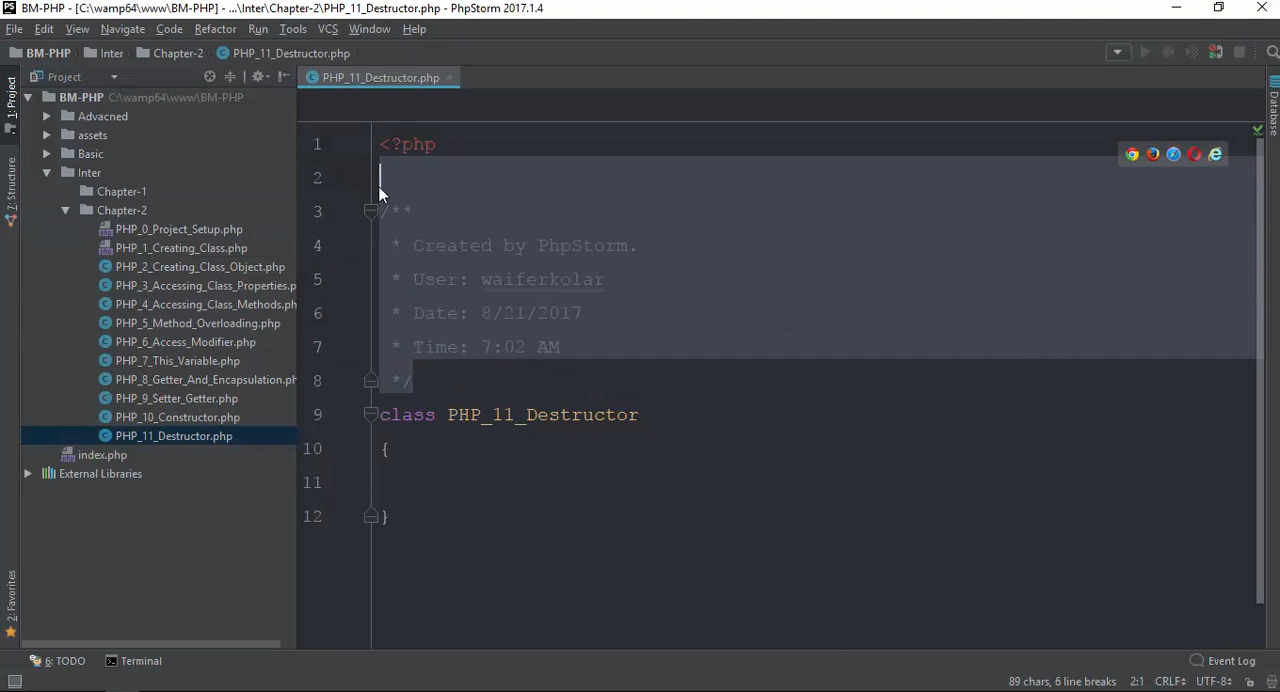 BM-PHP - [C:\wamp64\www\BM-PHP] - ...\Inter\Chapter-2\PHP_11_Destructor.php - PhpStorm 2017.1.4
File Edit View Navigate Code Refactor Run Tools VCS Window Help
BM-PHP Inter Chapter-2 PHP_11_Destructor.php
Project
PHP_11_Destructor.php
1: Project
7: Structure
2: Favorites
Database
BM-PHP C:\wamp64\www\BM-PHP
Advacned
assets
Basic
Inter
Chapter-1
Chapter-2
PHP_0_Project_Setup.php
PHP_1_Creating_Class.php
PHP_2_Creating_Class_Object.php
PHP_3_Accessing_Class_Properties.p
PHP_4_Accessing_Class_Methods.php
PHP_5_Method_Overloading.php
PHP_6_Access_Modifier.php
PHP_7_This_Variable.php
PHP_8_Getter_And_Encapsulation.ph
PHP_9_Setter_Getter.php
PHP_10_Constructor.php
PHP_11_Destructor.php
index.php
External Libraries
1 <?php
2
3 /**
4 * Created by PhpStorm.
5 * User: waiferkolar
6 * Date: 8/21/2017
7 * Time: 7:02 AM
8 */
9 class PHP_11_Destructor
10 {
11
12 }
6: TODO Terminal Event Log
89 chars, 6 line breaks 2:1 CRLF UTF-8